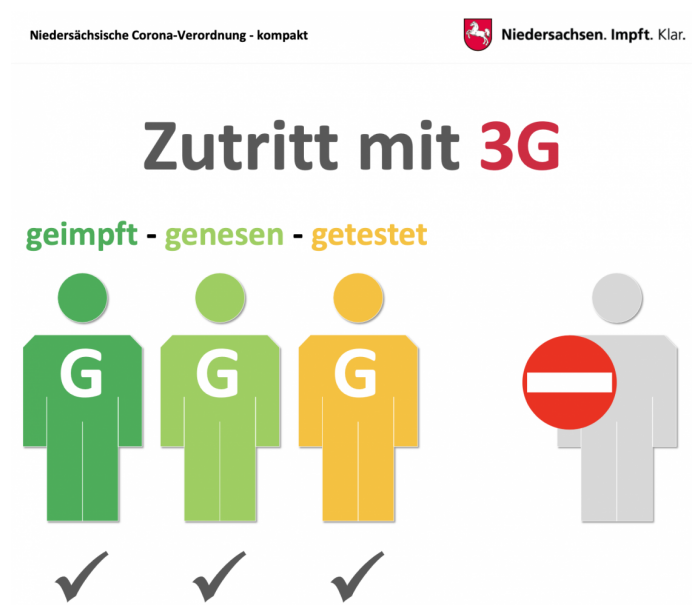 Niedersächsische Corona-Verordnung - kompakt
Niedersachsen. Impft. Klar.
Zutritt mit 3G
geimpft - genesen - getestet
G G G